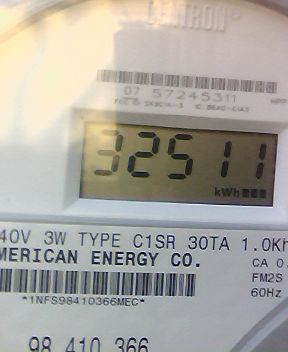 CENTRON®
07 57245311
32511
kWh
40V 3W TYPE C1SR 30TA 1.0Kh
MERICAN ENERGY CO.
CA 0.
FM2S
60Hz
*1NFS98410366MEC*
98 410 366